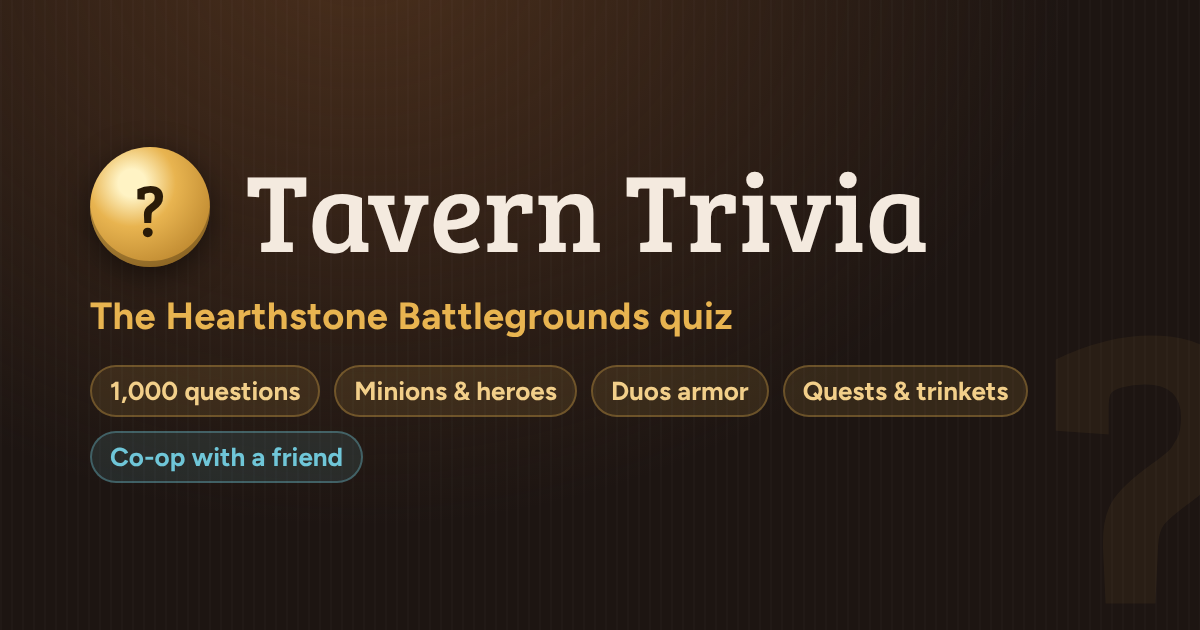 ?
Tavern Trivia
The Hearthstone Battlegrounds quiz
1,000 questions
Minions & heroes
Duos armor
Quests & trinkets
Co-op with a friend
?